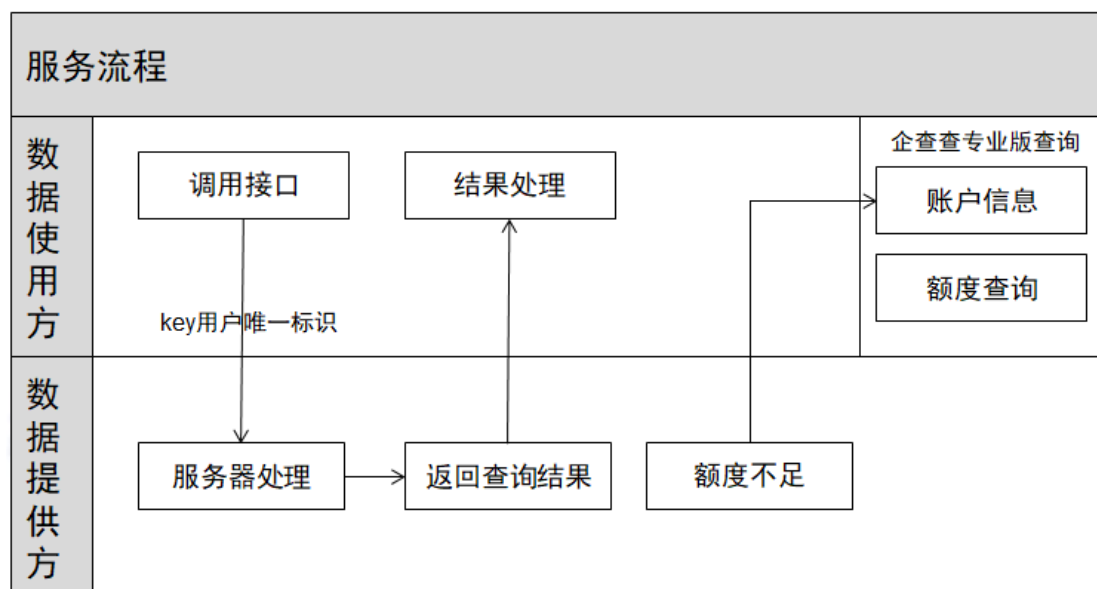 服务流程
数据使用方
调用接口
结果处理
企查查专业版查询
账户信息
额度查询
key用户唯一标识
数据提供方
服务器处理
返回查询结果
额度不足